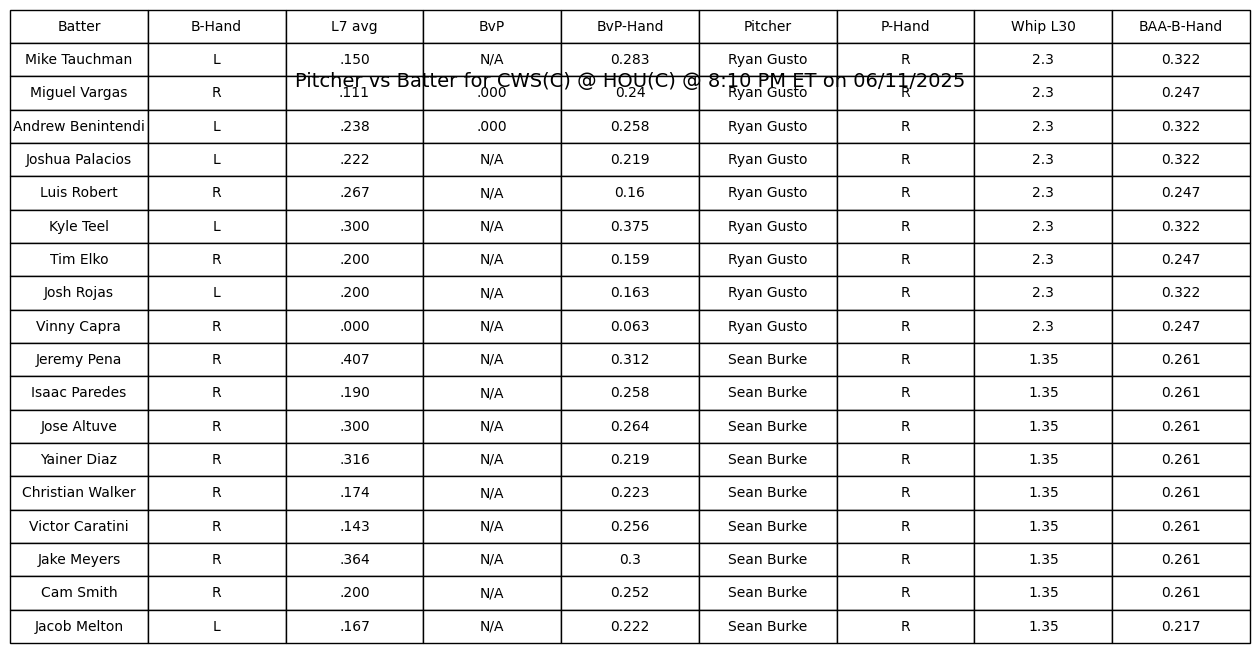 Batter B-Hand L7 avg BvP BvP-Hand Pitcher P-Hand Whip L30 BAA-B-Hand
Mike Tauchman L .150 N/A 0.283 Ryan Gusto R 2.3 0.322
Pitcher vs Batter for CWS(C) @ HOU(C) @ 8:10 PM ET on 06/11/2025
Miguel Vargas R .111 .000 0.24 Ryan Gusto R 2.3 0.247
Andrew Benintendi L .238 .000 0.258 Ryan Gusto R 2.3 0.322
Joshua Palacios L .222 N/A 0.219 Ryan Gusto R 2.3 0.322
Luis Robert R .267 N/A 0.16 Ryan Gusto R 2.3 0.247
Kyle Teel L .300 N/A 0.375 Ryan Gusto R 2.3 0.322
Tim Elko R .200 N/A 0.159 Ryan Gusto R 2.3 0.247
Josh Rojas L .200 N/A 0.163 Ryan Gusto R 2.3 0.322
Vinny Capra R .000 N/A 0.063 Ryan Gusto R 2.3 0.247
Jeremy Pena R .407 N/A 0.312 Sean Burke R 1.35 0.261
Isaac Paredes R .190 N/A 0.258 Sean Burke R 1.35 0.261
Jose Altuve R .300 N/A 0.264 Sean Burke R 1.35 0.261
Yainer Diaz R .316 N/A 0.219 Sean Burke R 1.35 0.261
Christian Walker R .174 N/A 0.223 Sean Burke R 1.35 0.261
Victor Caratini R .143 N/A 0.256 Sean Burke R 1.35 0.261
Jake Meyers R .364 N/A 0.3 Sean Burke R 1.35 0.261
Cam Smith R .200 N/A 0.252 Sean Burke R 1.35 0.261
Jacob Melton L .167 N/A 0.222 Sean Burke R 1.35 0.217